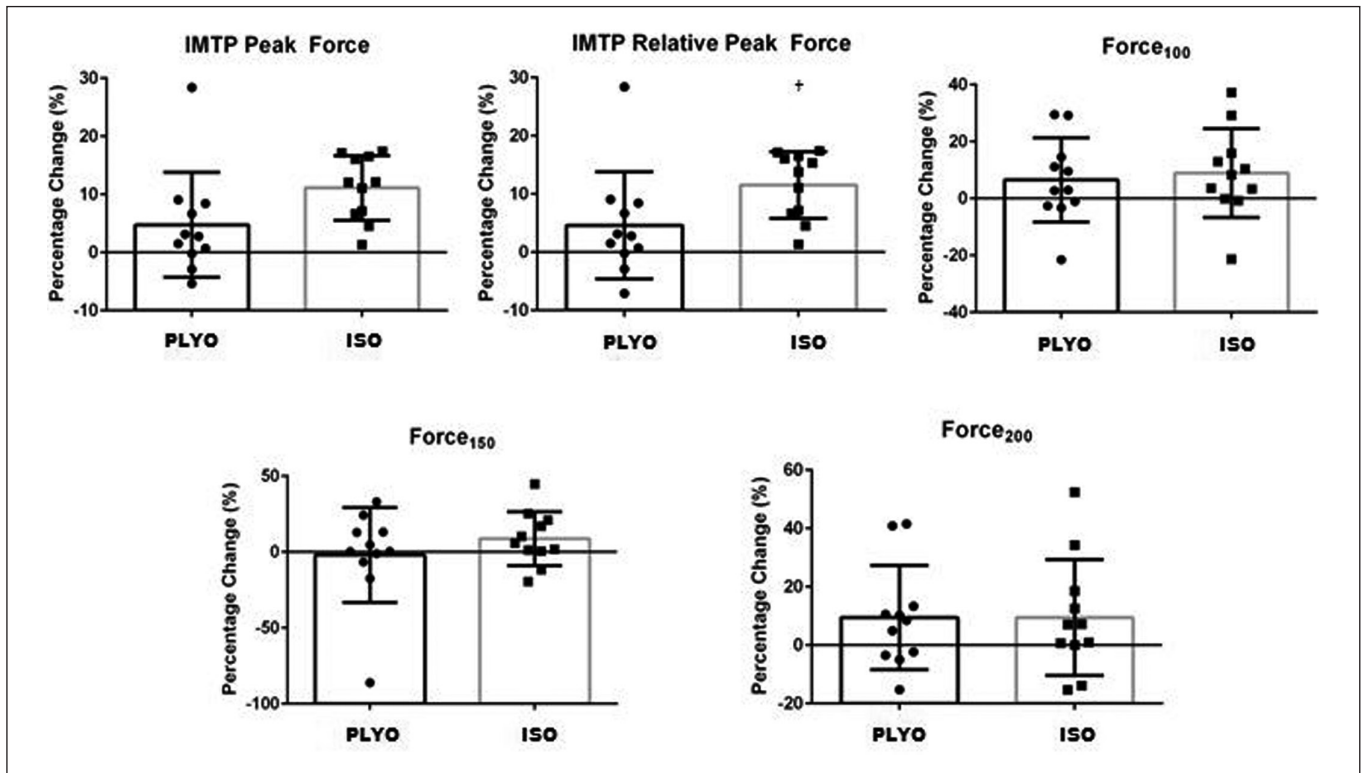 IMTP Peak Force
Percentage Change (%)
30
20
10
0
-10
PLYO
ISO
IMTP Relative Peak Force
Percentage Change (%)
30
†
20
10
0
-10
PLYO
ISO
Force₁₀₀
Percentage Change (%)
40
20
0
-20
-40
PLYO
ISO
Force₁₅₀
Percentage Change (%)
50
0
-50
-100
PLYO
ISO
Force₂₀₀
Percentage Change (%)
60
40
20
0
-20
PLYO
ISO